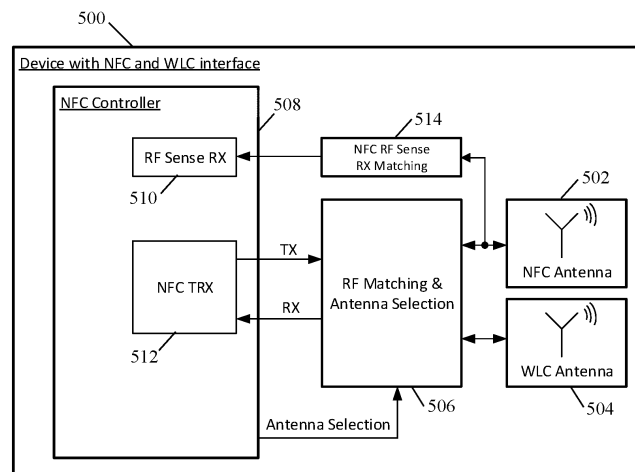 500
Device with NFC and WLC interface
NFC Controller
508
514
RF Sense RX
510
NFC RF Sense
RX Matching
502
NFC Antenna
TX
NFC TRX
RF Matching &
Antenna Selection
RX
512
WLC Antenna
504
506
Antenna Selection